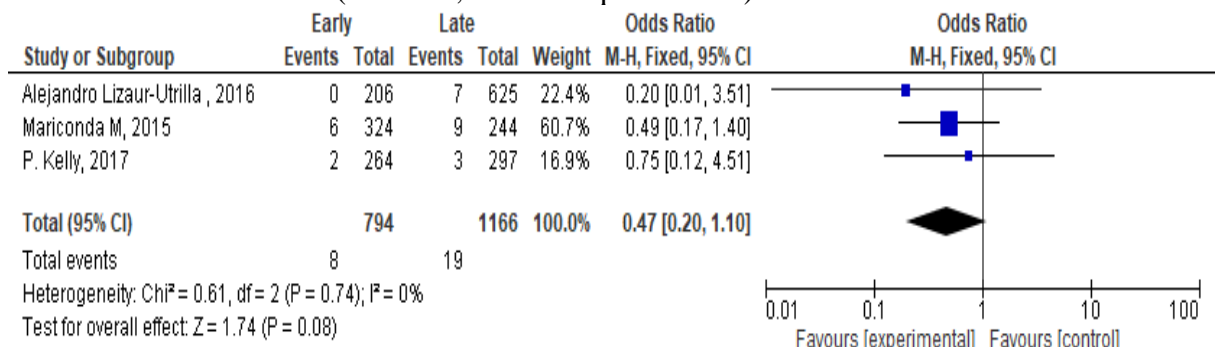 Early Late Odds Ratio Odds Ratio
Study or Subgroup Events Total Events Total Weight M-H, Fixed, 95% CI M-H, Fixed, 95% CI
Alejandro Lizaur-Utrilla , 2016 0 206 7 625 22.4% 0.20 [0.01, 3.51]
Mariconda M, 2015 6 324 9 244 60.7% 0.49 [0.17, 1.40]
P. Kelly, 2017 2 264 3 297 16.9% 0.75 [0.12, 4.51]
Total (95% CI) 794 1166 100.0% 0.47 [0.20, 1.10]
Total events 8 19
Heterogeneity: Chi² = 0.61, df = 2 (P = 0.74); I² = 0%
Test for overall effect: Z = 1.74 (P = 0.08)
0.01 0.1 1 10 100
Favours [experimental] Favours [control]